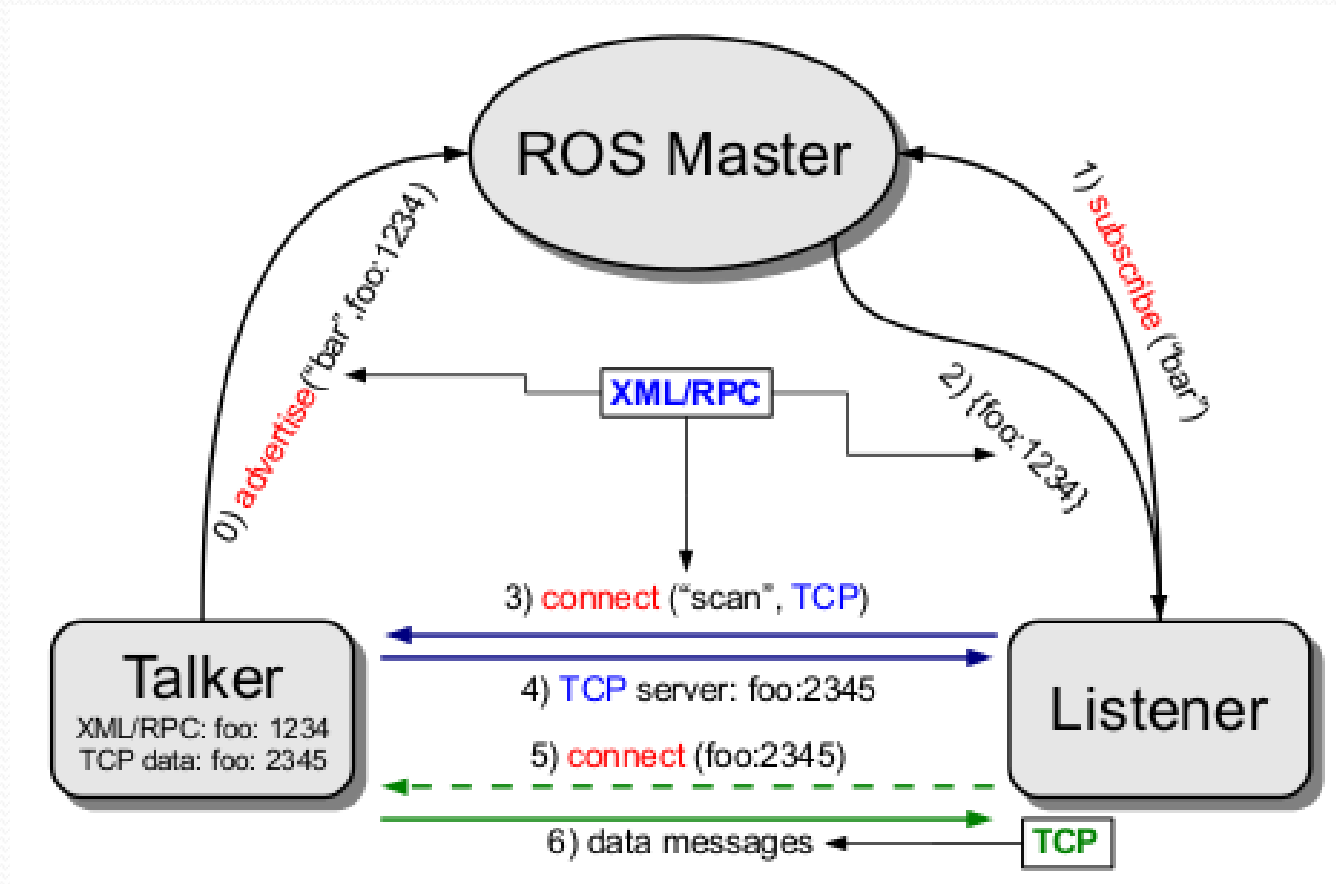 ROS Master
0) advertise(“bar”,foo:1234)
1) subscribe (“bar”)
XML/RPC
2) {foo:1234}
3) connect (“scan”, TCP)
Talker
XML/RPC: foo: 1234
TCP data: foo: 2345
4) TCP server: foo:2345
Listener
5) connect (foo:2345)
6) data messages
TCP